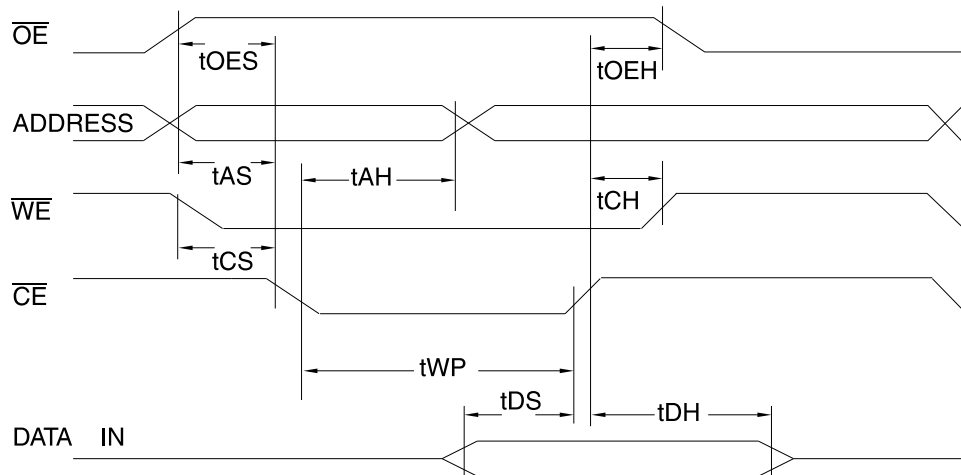 OE
tOES
tOEH
ADDRESS
tAS
tAH
tCH
WE
tCS
CE
tWP
tDS
tDH
DATA IN